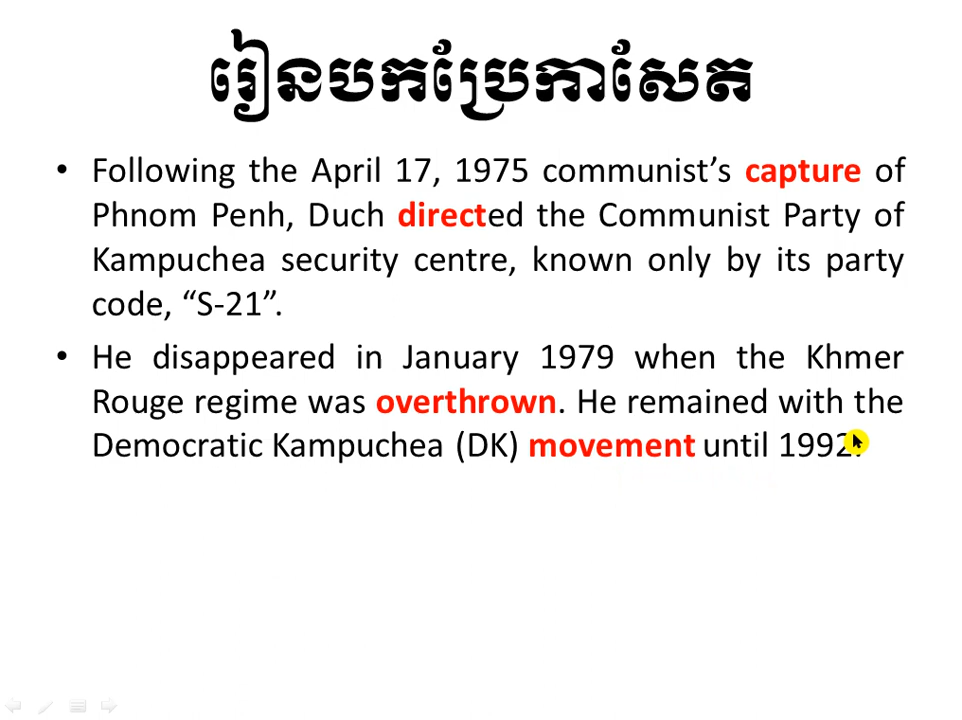 រៀនបកប្រែកាសែត
• Following the April 17, 1975 communist’s capture of
Phnom Penh, Duch directed the Communist Party of
Kampuchea security centre, known only by its party
code, “S-21”.
• He disappeared in January 1979 when the Khmer
Rouge regime was overthrown. He remained with the
Democratic Kampuchea (DK) movement until 1992.